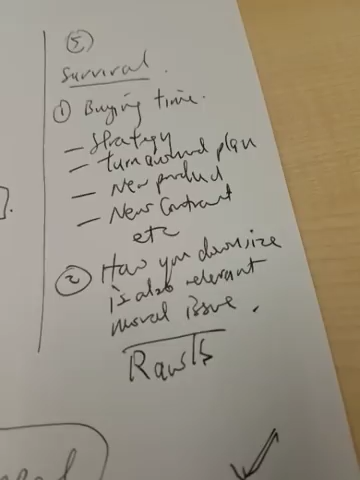 ⑤
Survival.
① Buying time.
— Strategy
— turnaround plan
— New product
— New Contract
etc
② How you downsize
is also relevant
moral issue.
Rawls